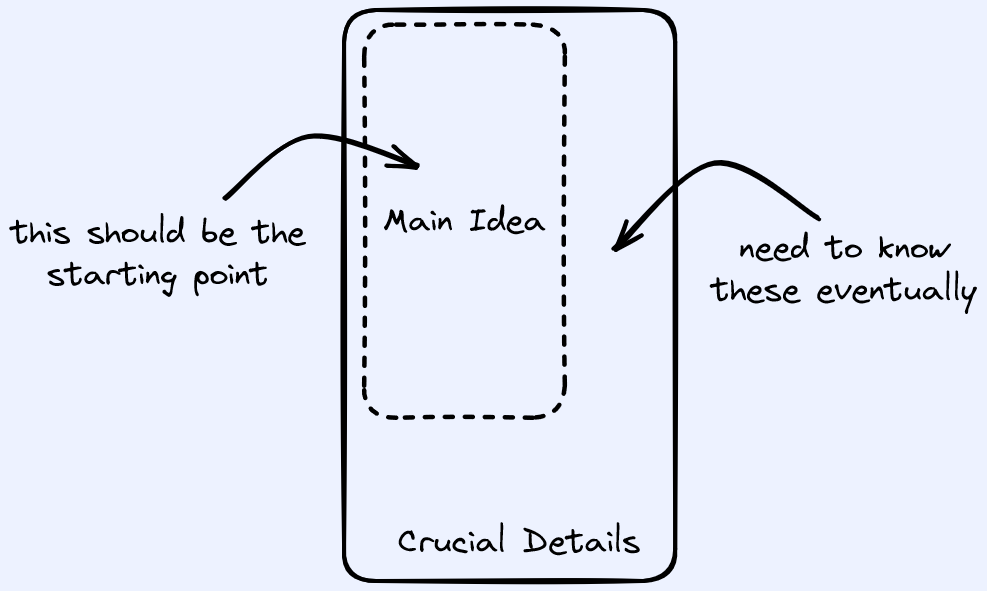 this should be the
starting point
Main Idea
need to know
these eventually
Crucial Details